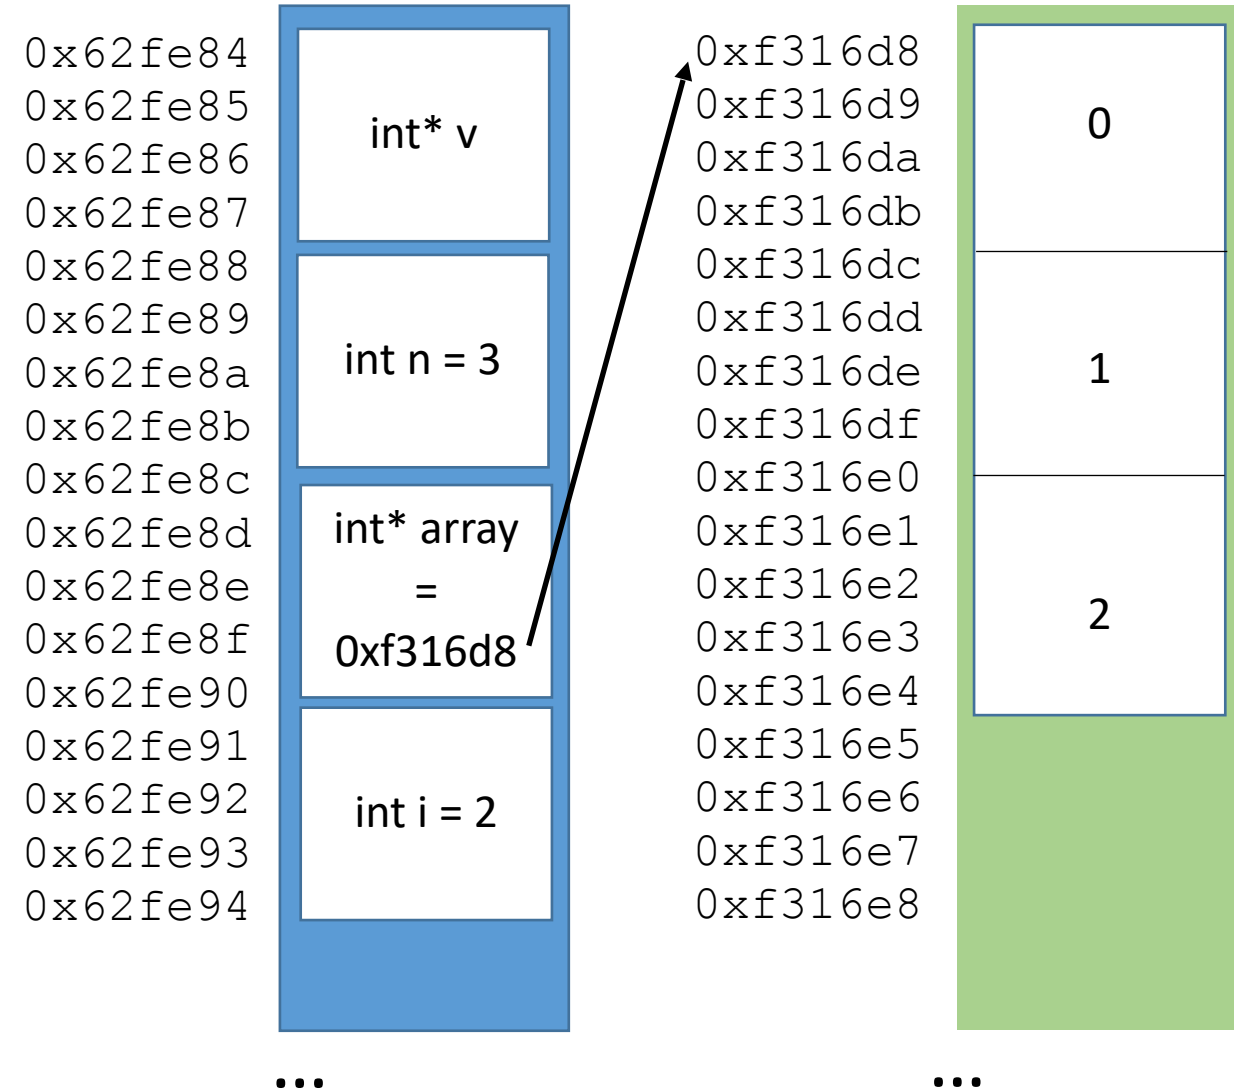 0x62fe84
0x62fe85
0x62fe86
0x62fe87
0x62fe88
0x62fe89
0x62fe8a
0x62fe8b
0x62fe8c
0x62fe8d
0x62fe8e
0x62fe8f
0x62fe90
0x62fe91
0x62fe92
0x62fe93
0x62fe94
int* v
int n = 3
int* array
=
0xf316d8
int i = 2
...
0xf316d8
0xf316d9
0xf316da
0xf316db
0xf316dc
0xf316dd
0xf316de
0xf316df
0xf316e0
0xf316e1
0xf316e2
0xf316e3
0xf316e4
0xf316e5
0xf316e6
0xf316e7
0xf316e8
0
1
2
...